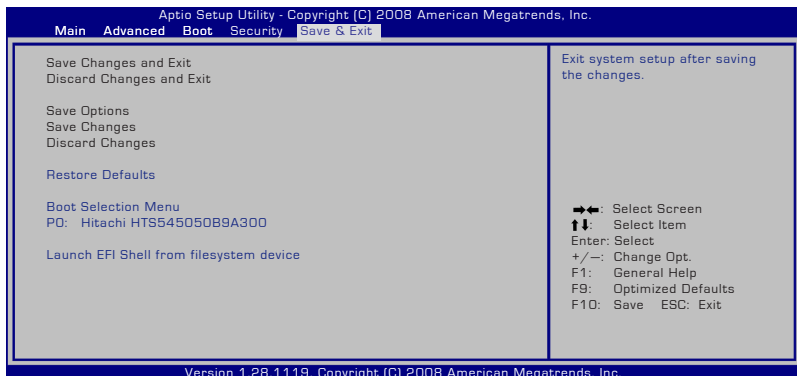 Aptio Setup Utility - Copyright (C) 2008 American Megatrends, Inc.
Main Advanced Boot Security Save & Exit
Save Changes and Exit
Discard Changes and Exit
Save Options
Save Changes
Discard Changes
Restore Defaults
Boot Selection Menu
P0: Hitachi HTS545050B9A300
Launch EFI Shell from filesystem device
Exit system setup after saving
the changes.
→←: Select Screen
↑↓: Select Item
Enter: Select
+/—: Change Opt.
F1: General Help
F9: Optimized Defaults
F10: Save ESC: Exit
Version 1.28.1119. Copyright (C) 2008 American Megatrends, Inc.